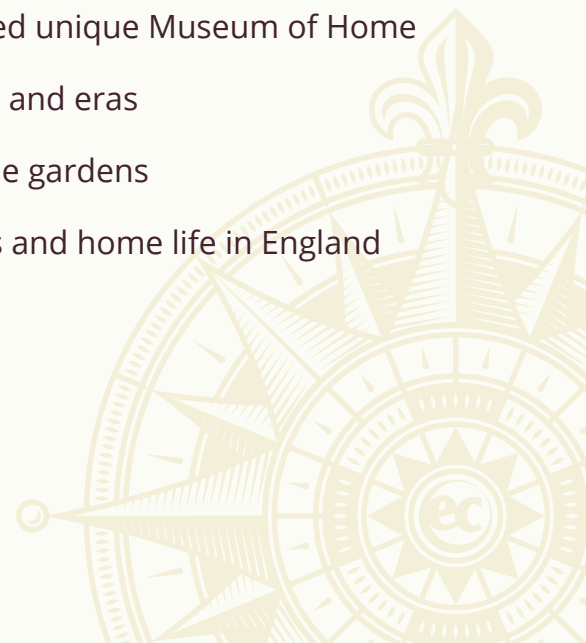 ed unique Museum of Home
and eras
e gardens
s and home life in England
ec